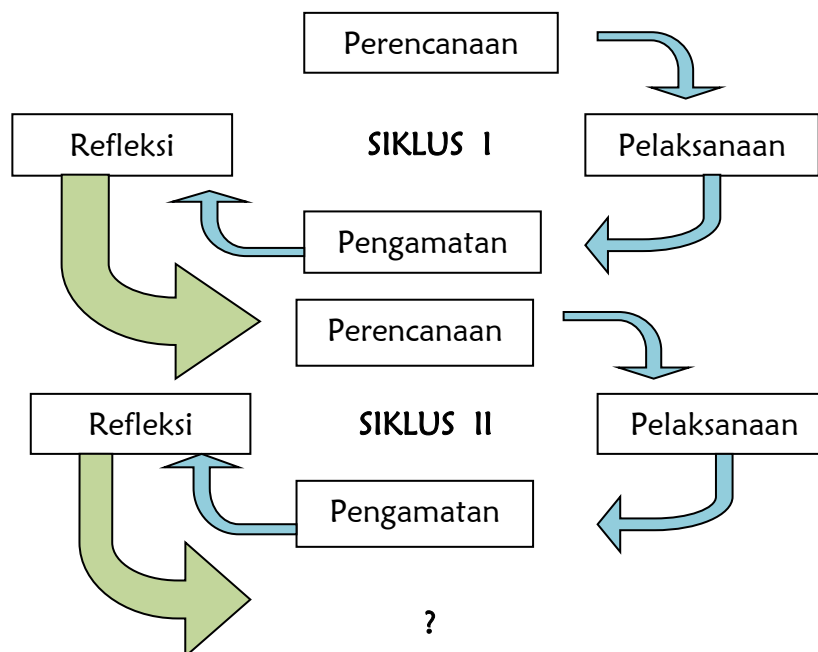 Perencanaan
Refleksi
SIKLUS I
Pelaksanaan
Pengamatan
Perencanaan
Refleksi
SIKLUS II
Pelaksanaan
Pengamatan
?